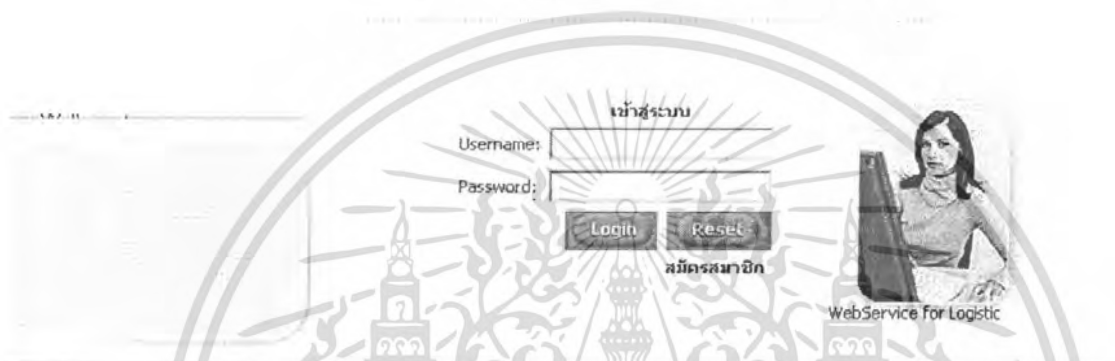 เข้าสู่ระบบ
Username:
Password:
Login Reset
สมัครสมาชิก
WebService for Logistic